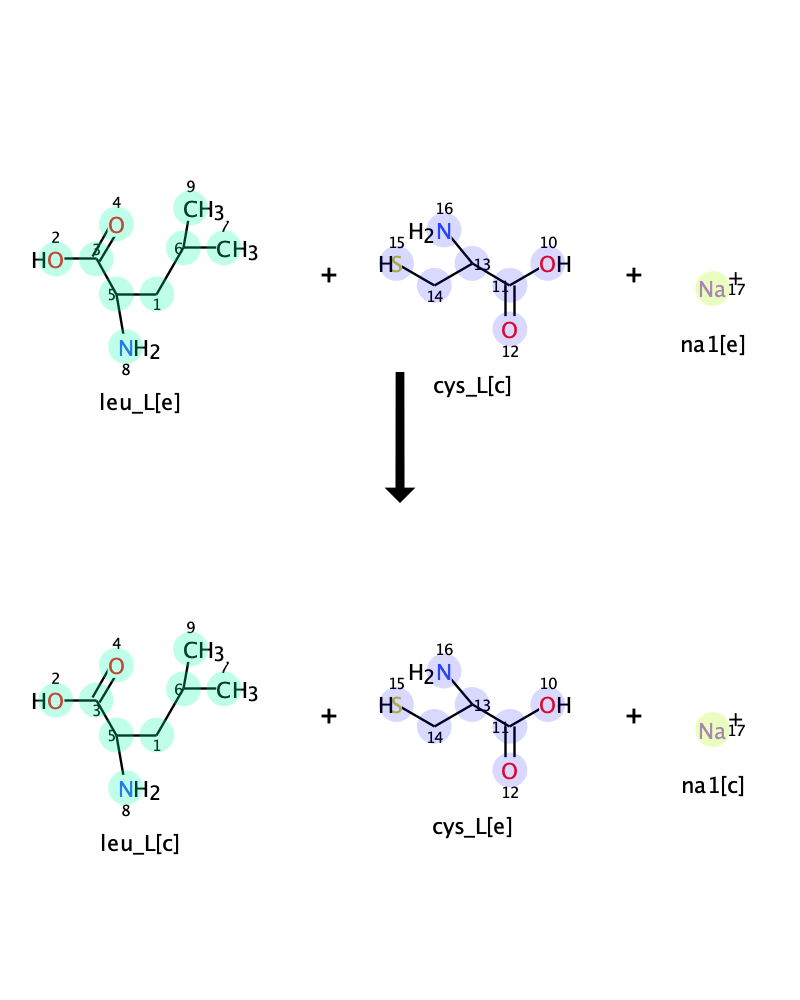 9
4 CH3 7
2 O 6 CH3
HO 3
5 1
NH2
8
leu_L[e]
+
16
15 H2N 10
HS 13 OH
14 11
O
12
cys_L[c]
+
Na+ 17
na1[e]
9
4 CH3 7
2 O 6 CH3
HO 3
5 1
NH2
8
leu_L[c]
+
16
15 H2N 10
HS 13 OH
14 11
O
12
cys_L[e]
+
Na+ 17
na1[c]